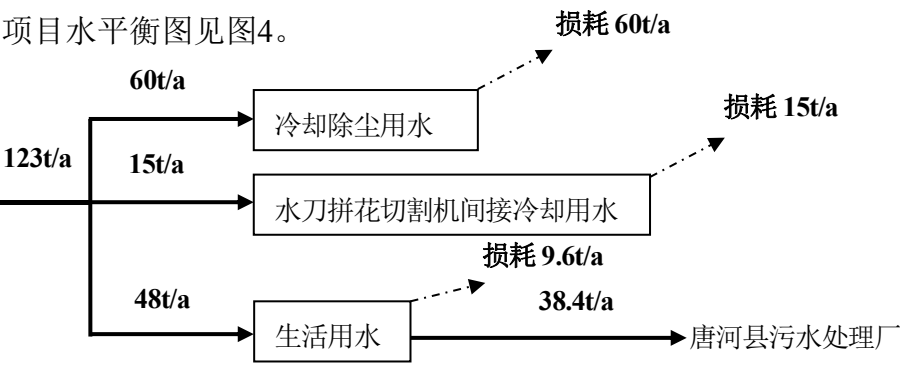 项目水平衡图见图4。
损耗 60t/a
60t/a
冷却除尘用水
损耗 15t/a
123t/a
15t/a
水刀拼花切割机间接冷却用水
损耗 9.6t/a
48t/a
38.4t/a
生活用水
唐河县污水处理厂